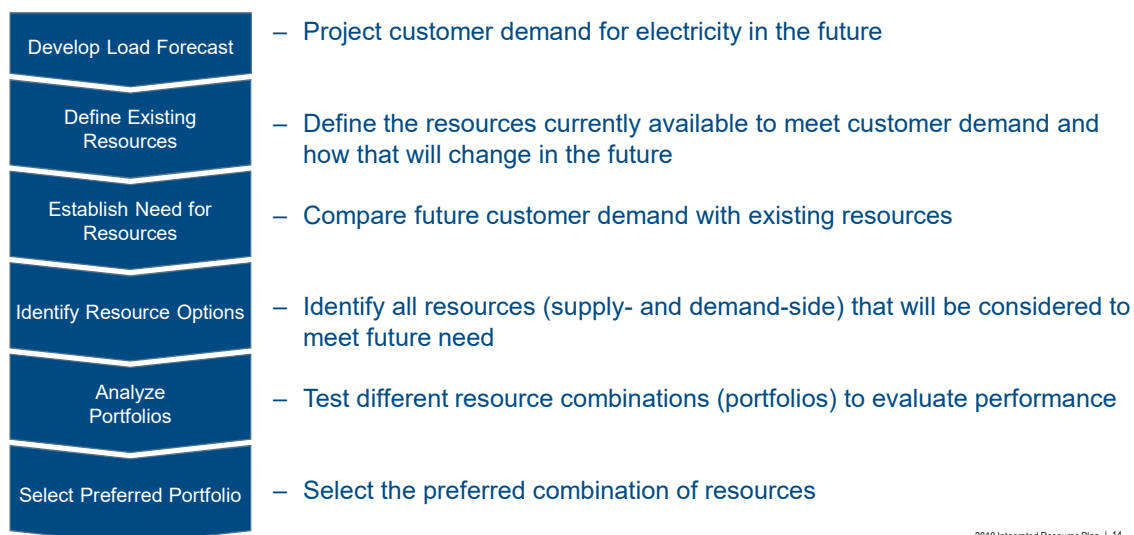 Develop Load Forecast
– Project customer demand for electricity in the future
Define Existing
Resources
– Define the resources currently available to meet customer demand and
how that will change in the future
Establish Need for
Resources
– Compare future customer demand with existing resources
Identify Resource Options
– Identify all resources (supply- and demand-side) that will be considered to
meet future need
Analyze
Portfolios
– Test different resource combinations (portfolios) to evaluate performance
Select Preferred Portfolio
– Select the preferred combination of resources
Integrated Resource Plan | 14